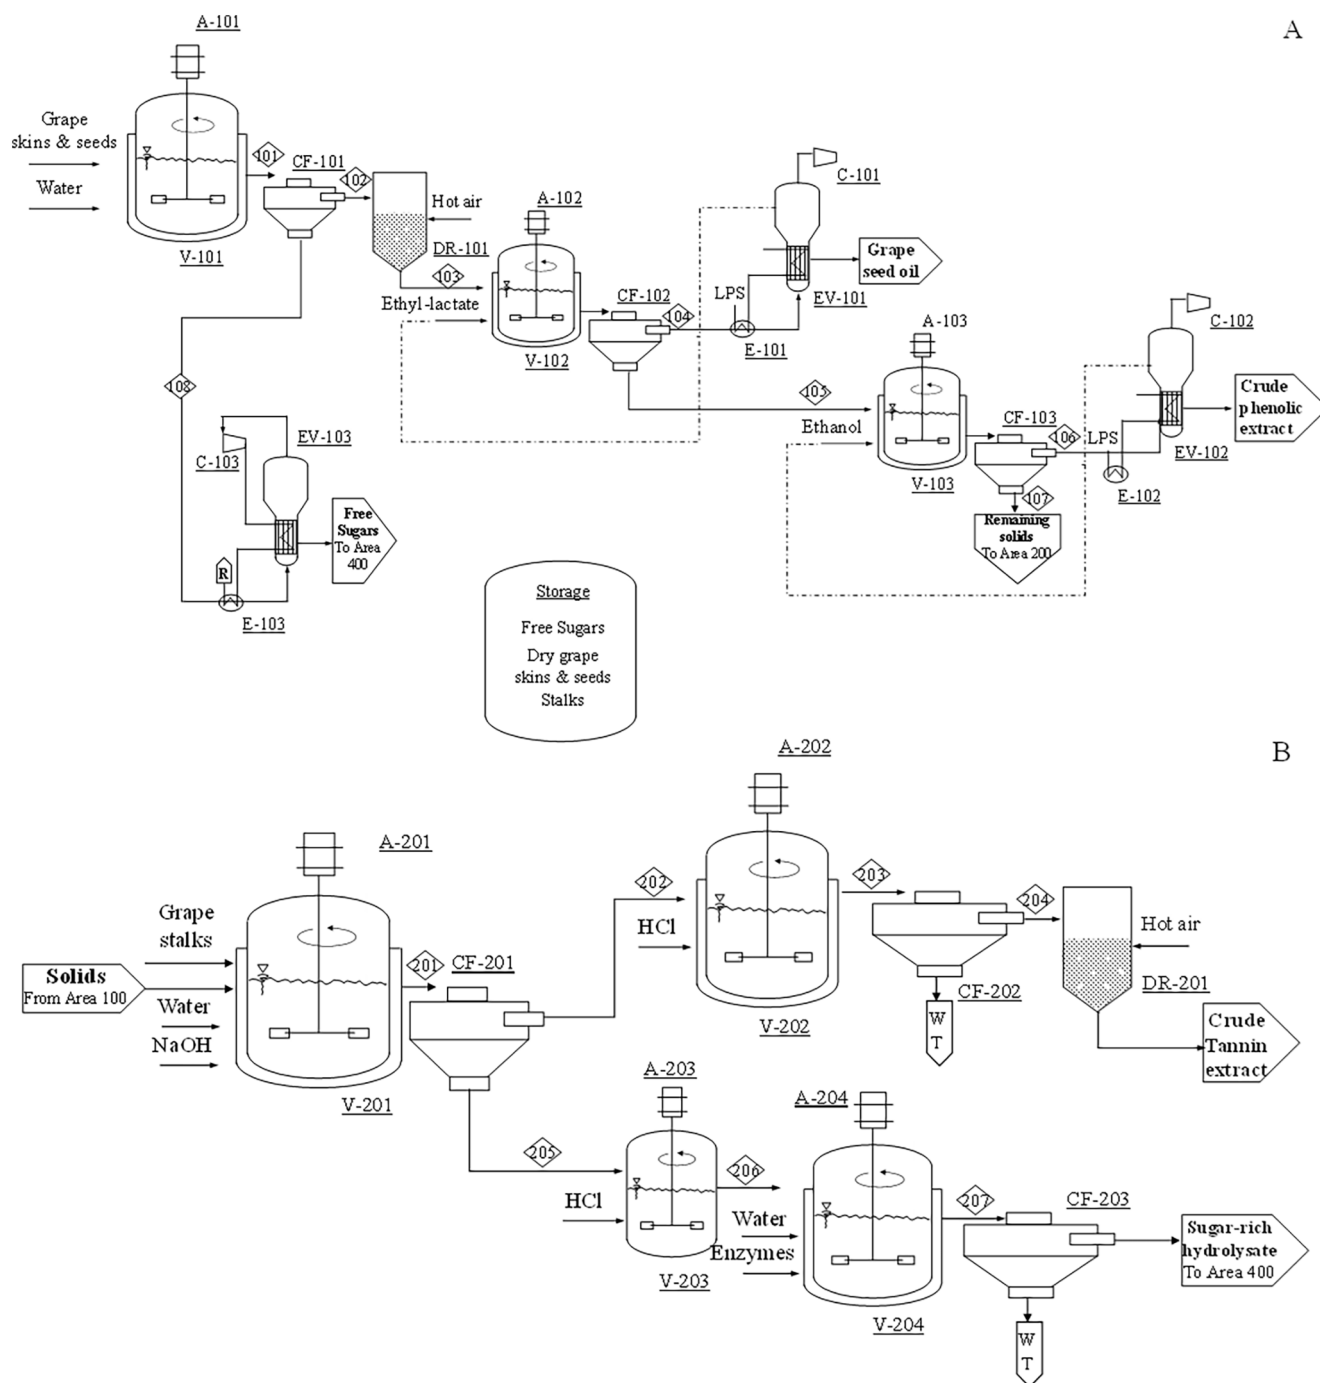 A
A-101
Grape
skins & seeds
Water
101
CF-101
102
V-101
Hot air
DR-101
103
Ethyl-lactate
A-102
V-102
CF-102
104
LPS
E-101
C-101
EV-101
Grape
seed oil
105
Ethanol
A-103
V-103
CF-103
106
LPS
E-102
C-102
EV-102
Crude
phenolic
extract
107
Remaining
solids
To Area 200
108
C-103
EV-103
R
E-103
Free
Sugars
To Area
400
Storage
Free Sugars
Dry grape
skins & seeds
Stalks
B
A-201
Grape
stalks
Solids
From Area 100
Water
NaOH
V-201
201
CF-201
202
HCl
A-202
V-202
203
CF-202
W
T
204
Hot air
DR-201
Crude
Tannin
extract
205
HCl
A-203
V-203
206
Water
Enzymes
A-204
V-204
207
CF-203
W
T
Sugar-rich
hydrolysate
To Area 400